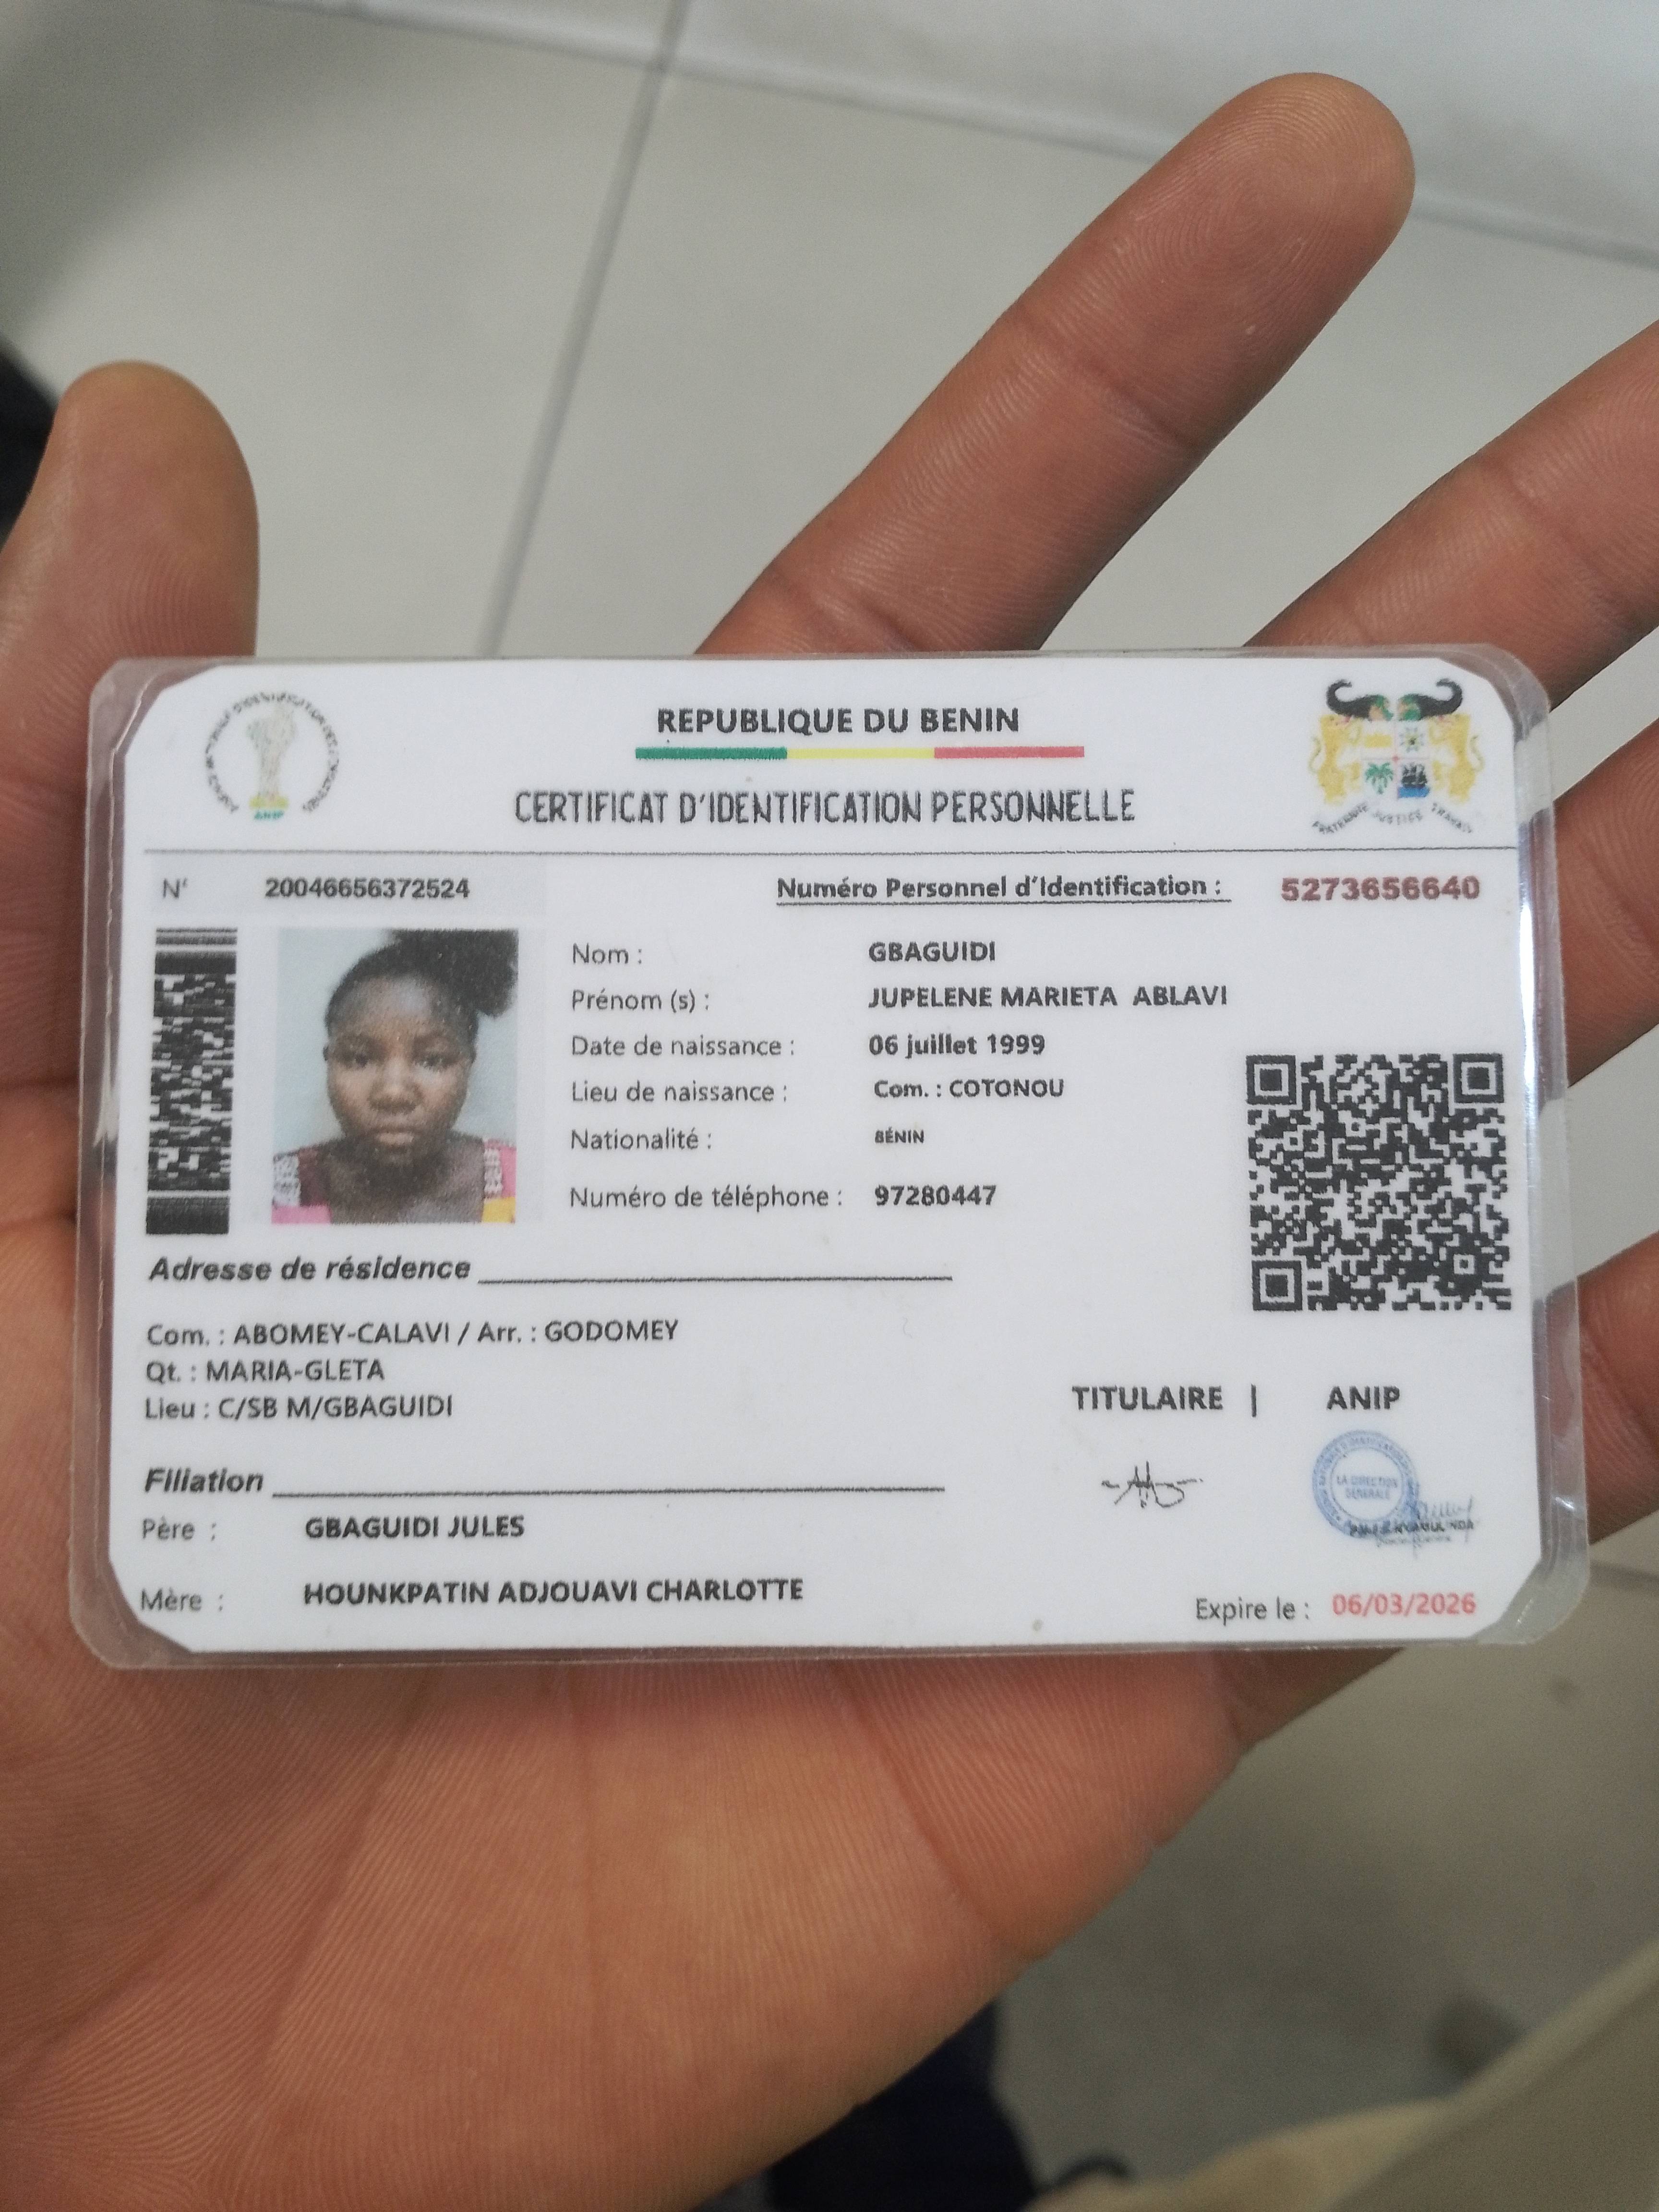 REPUBLIQUE DU BENIN
CERTIFICAT D'IDENTIFICATION PERSONNELLE
ANIP
FRATERNITE JUSTICE TRAVAIL
N° 20046656372524
Numéro Personnel d'Identification : 5273656640
Nom : GBAGUIDI
Prénom (s) : JUPELENE MARIETA ABLAVI
Date de naissance : 06 juillet 1999
Lieu de naissance : Com. : COTONOU
Nationalité : BÉNIN
Numéro de téléphone : 97280447
Adresse de résidence
Com. : ABOMEY-CALAVI / Arr. : GODOMEY
Qt. : MARIA-GLETA
Lieu : C/SB M/GBAGUIDI
TITULAIRE | ANIP
LA DIRECTION
GENERALE
Filiation
Père : GBAGUIDI JULES
Mère : HOUNKPATIN ADJOUAVI CHARLOTTE
Expire le : 06/03/2026